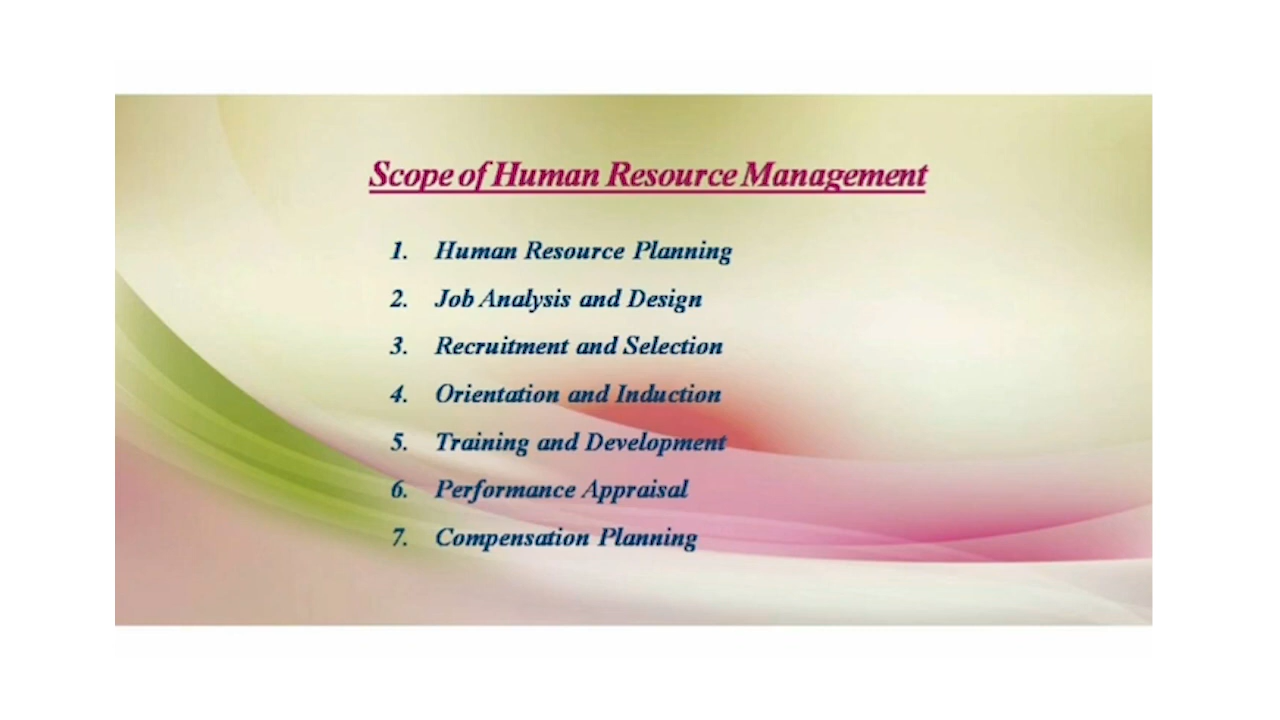 Scope of Human Resource Management
1. Human Resource Planning
2. Job Analysis and Design
3. Recruitment and Selection
4. Orientation and Induction
5. Training and Development
6. Performance Appraisal
7. Compensation Planning